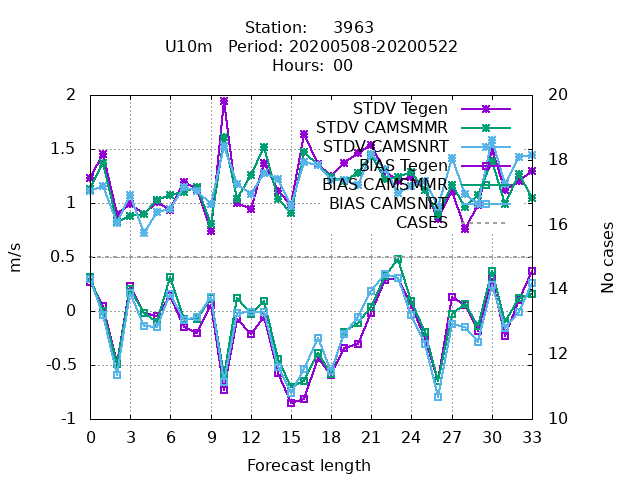 Station: 3963
U10m Period: 20200508-20200522
Hours: 00
2
1.5
1
0.5
0
-0.5
-1
20
18
16
14
12
10
STDV Tegen
STDV CAMSMMR
STDV CAMSNRT
BIAS Tegen
BIAS CAMSMMR
BIAS CAMSNRT
CASES
m/s
No cases
0 3 6 9 12 15 18 21 24 27 30 33
Forecast length